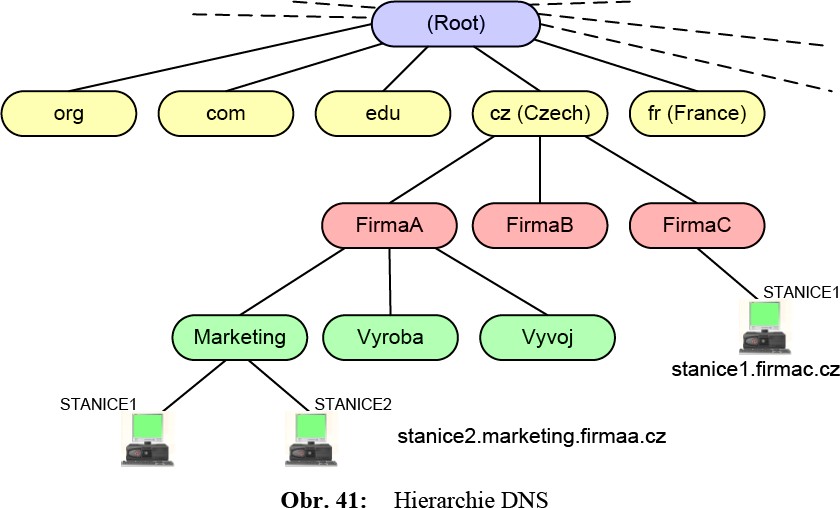 (Root)
org
com
edu
cz (Czech)
fr (France)
FirmaA
FirmaB
FirmaC
STANICE1
Marketing
Vyroba
Vyvoj
stanice1.firmac.cz
STANICE1
STANICE2
stanice2.marketing.firmaa.cz
Obr. 41: Hierarchie DNS